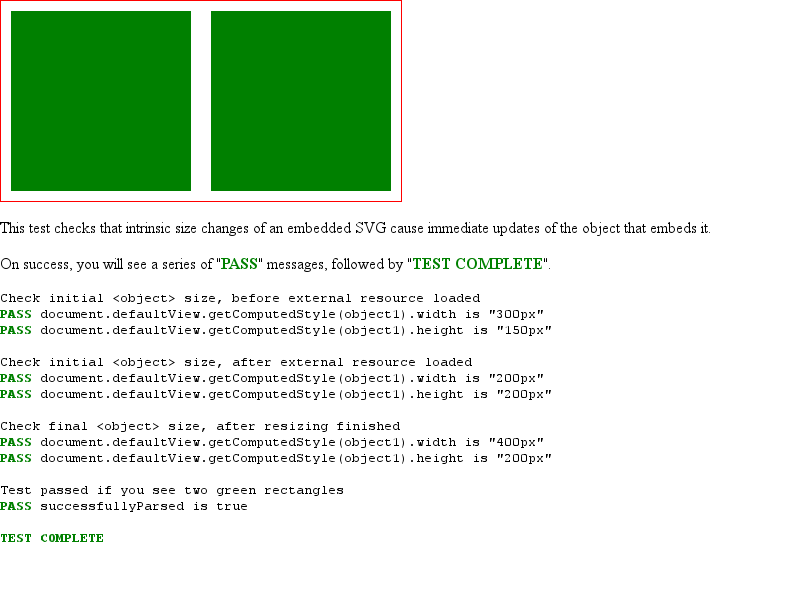 This test checks that intrinsic size changes of an embedded SVG cause immediate updates of the object that embeds it.
On success, you will see a series of "PASS" messages, followed by "TEST COMPLETE".
Check initial <object> size, before external resource loaded
PASS document.defaultView.getComputedStyle(object1).width is "300px"
PASS document.defaultView.getComputedStyle(object1).height is "150px"
Check initial <object> size, after external resource loaded
PASS document.defaultView.getComputedStyle(object1).width is "200px"
PASS document.defaultView.getComputedStyle(object1).height is "200px"
Check final <object> size, after resizing finished
PASS document.defaultView.getComputedStyle(object1).width is "400px"
PASS document.defaultView.getComputedStyle(object1).height is "200px"
Test passed if you see two green rectangles
PASS successfullyParsed is true
TEST COMPLETE